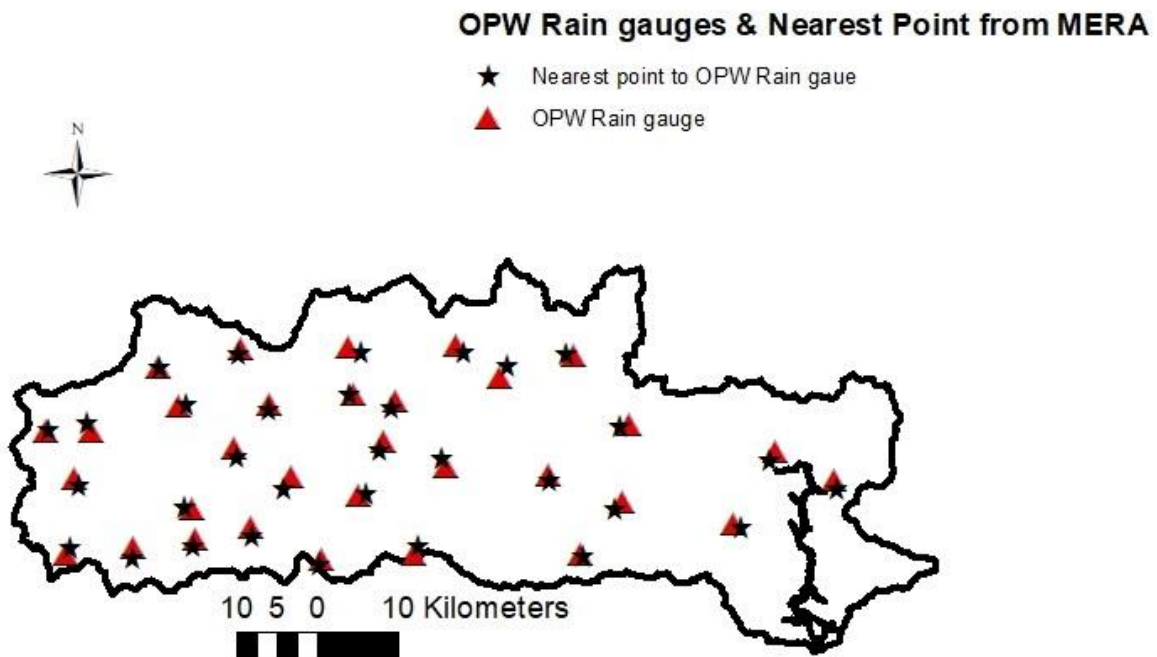 OPW Rain gauges & Nearest Point from MERA
Nearest point to OPW Rain gaue
OPW Rain gauge
N
10 5 0 10 Kilometers